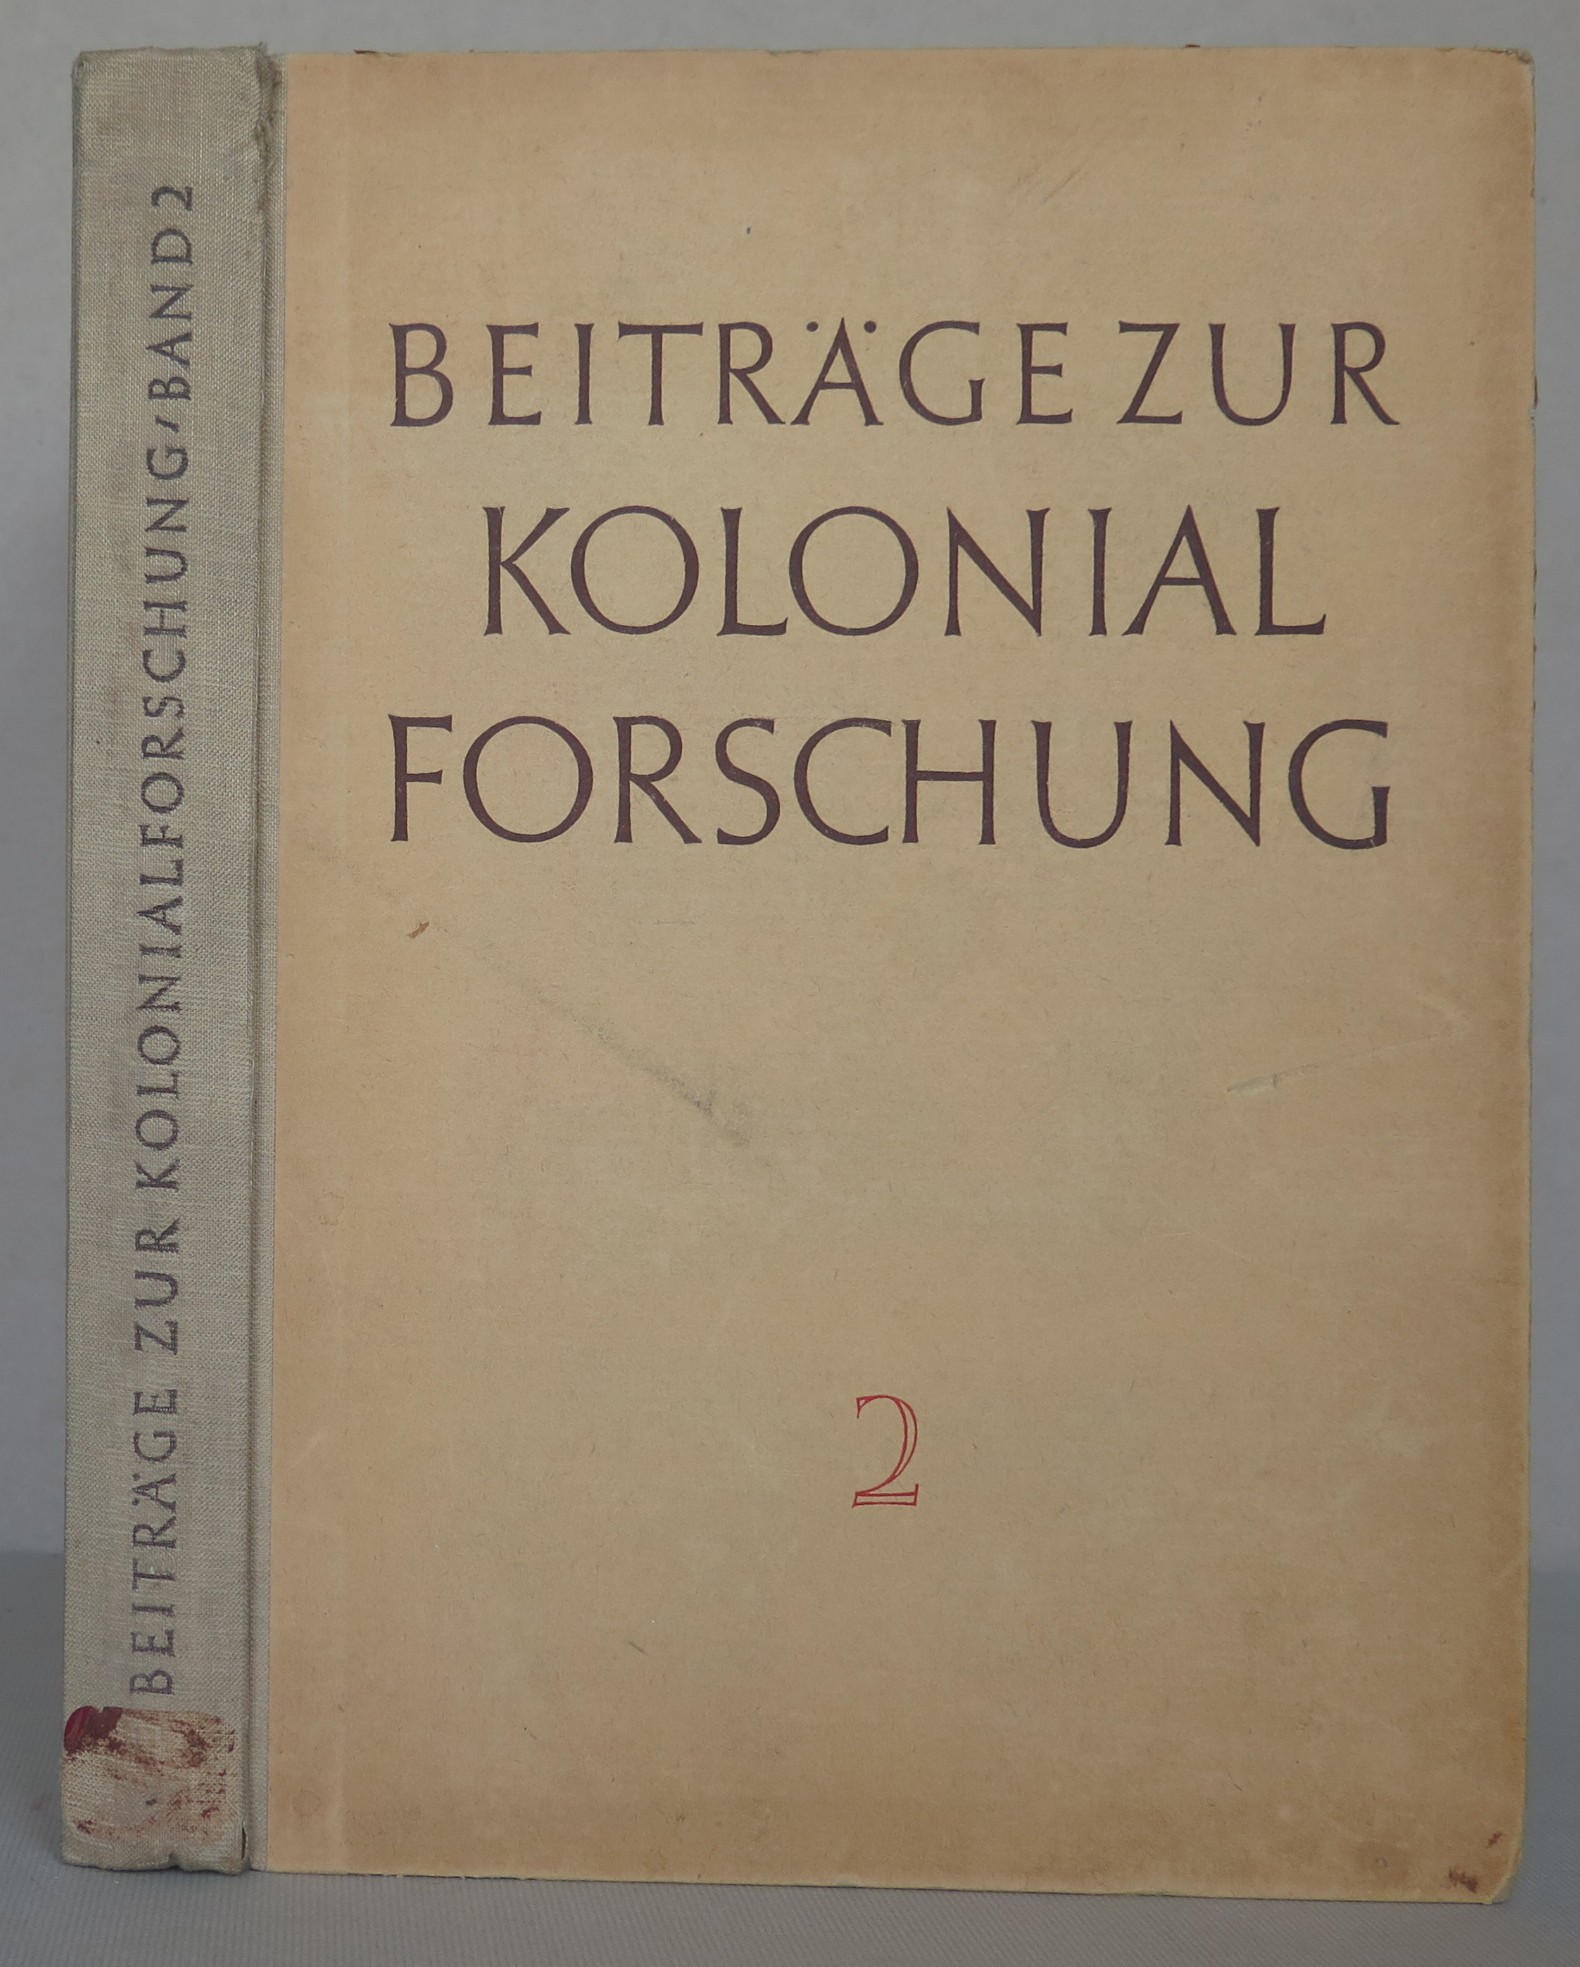 BEITRÄGE ZUR KOLONIALFORSCHUNG/BAND 2
BEITRÄGE ZUR
KOLONIAL
FORSCHUNG
2